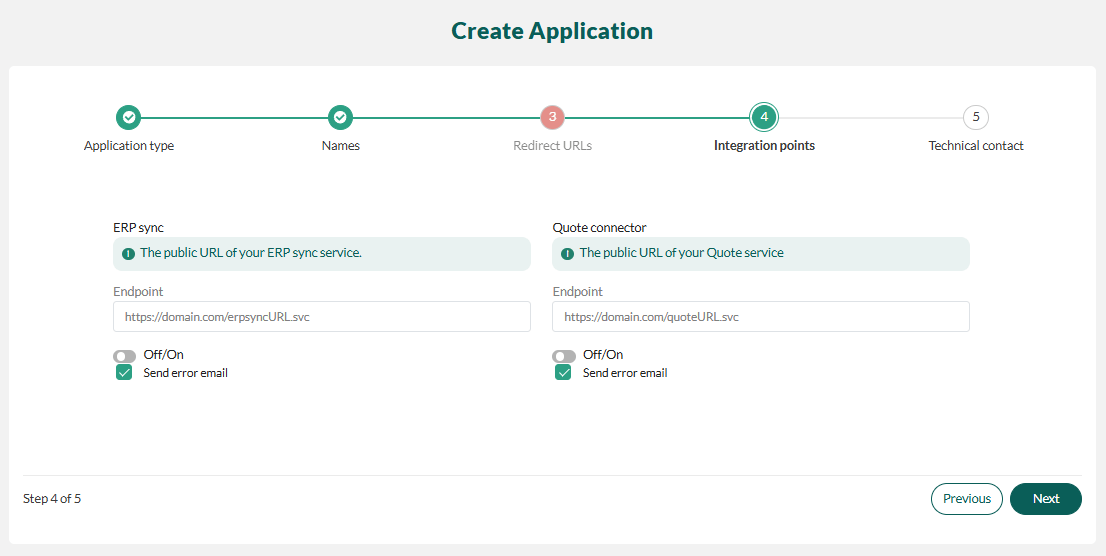 Create Application
3
4
5
Application type
Names
Redirect URLs
Integration points
Technical contact
ERP sync
The public URL of your ERP sync service.
Endpoint
https://domain.com/erpsyncURL.svc
Off/On
Send error email
Quote connector
The public URL of your Quote service
Endpoint
https://domain.com/quoteURL.svc
Off/On
Send error email
Step 4 of 5
Previous
Next